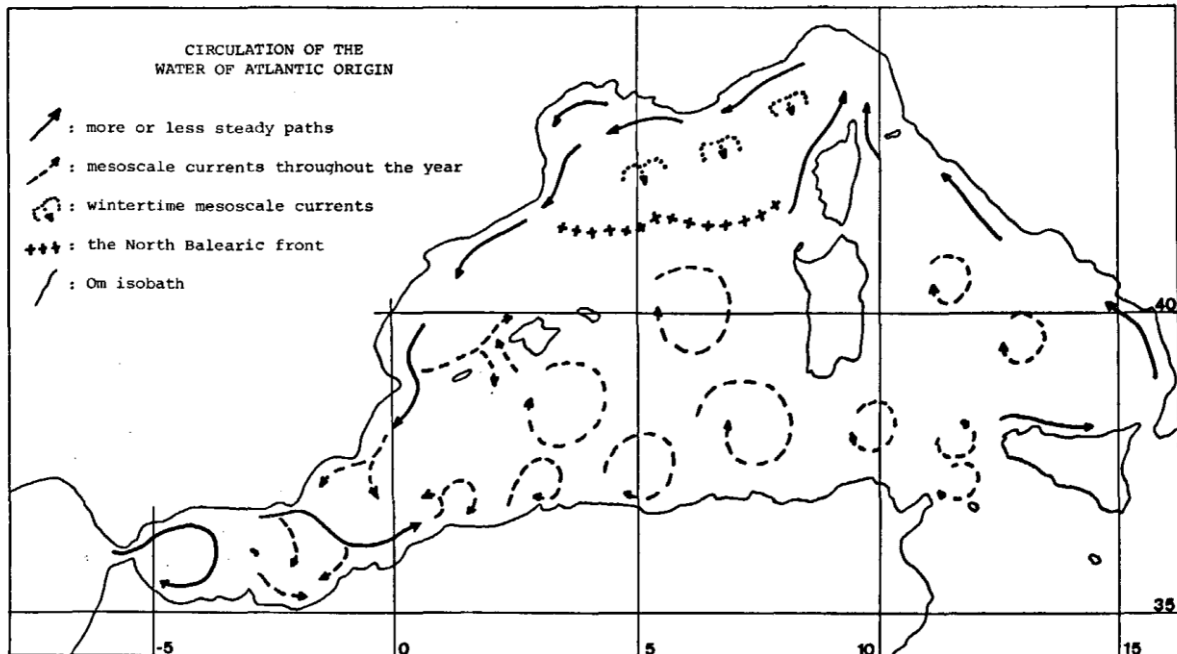 CIRCULATION OF THE
WATER OF ATLANTIC ORIGIN
: more or less steady paths
: mesoscale currents throughout the year
: wintertime mesoscale currents
: the North Balearic front
: Om isobath
40
35
-5
0
5
10
15